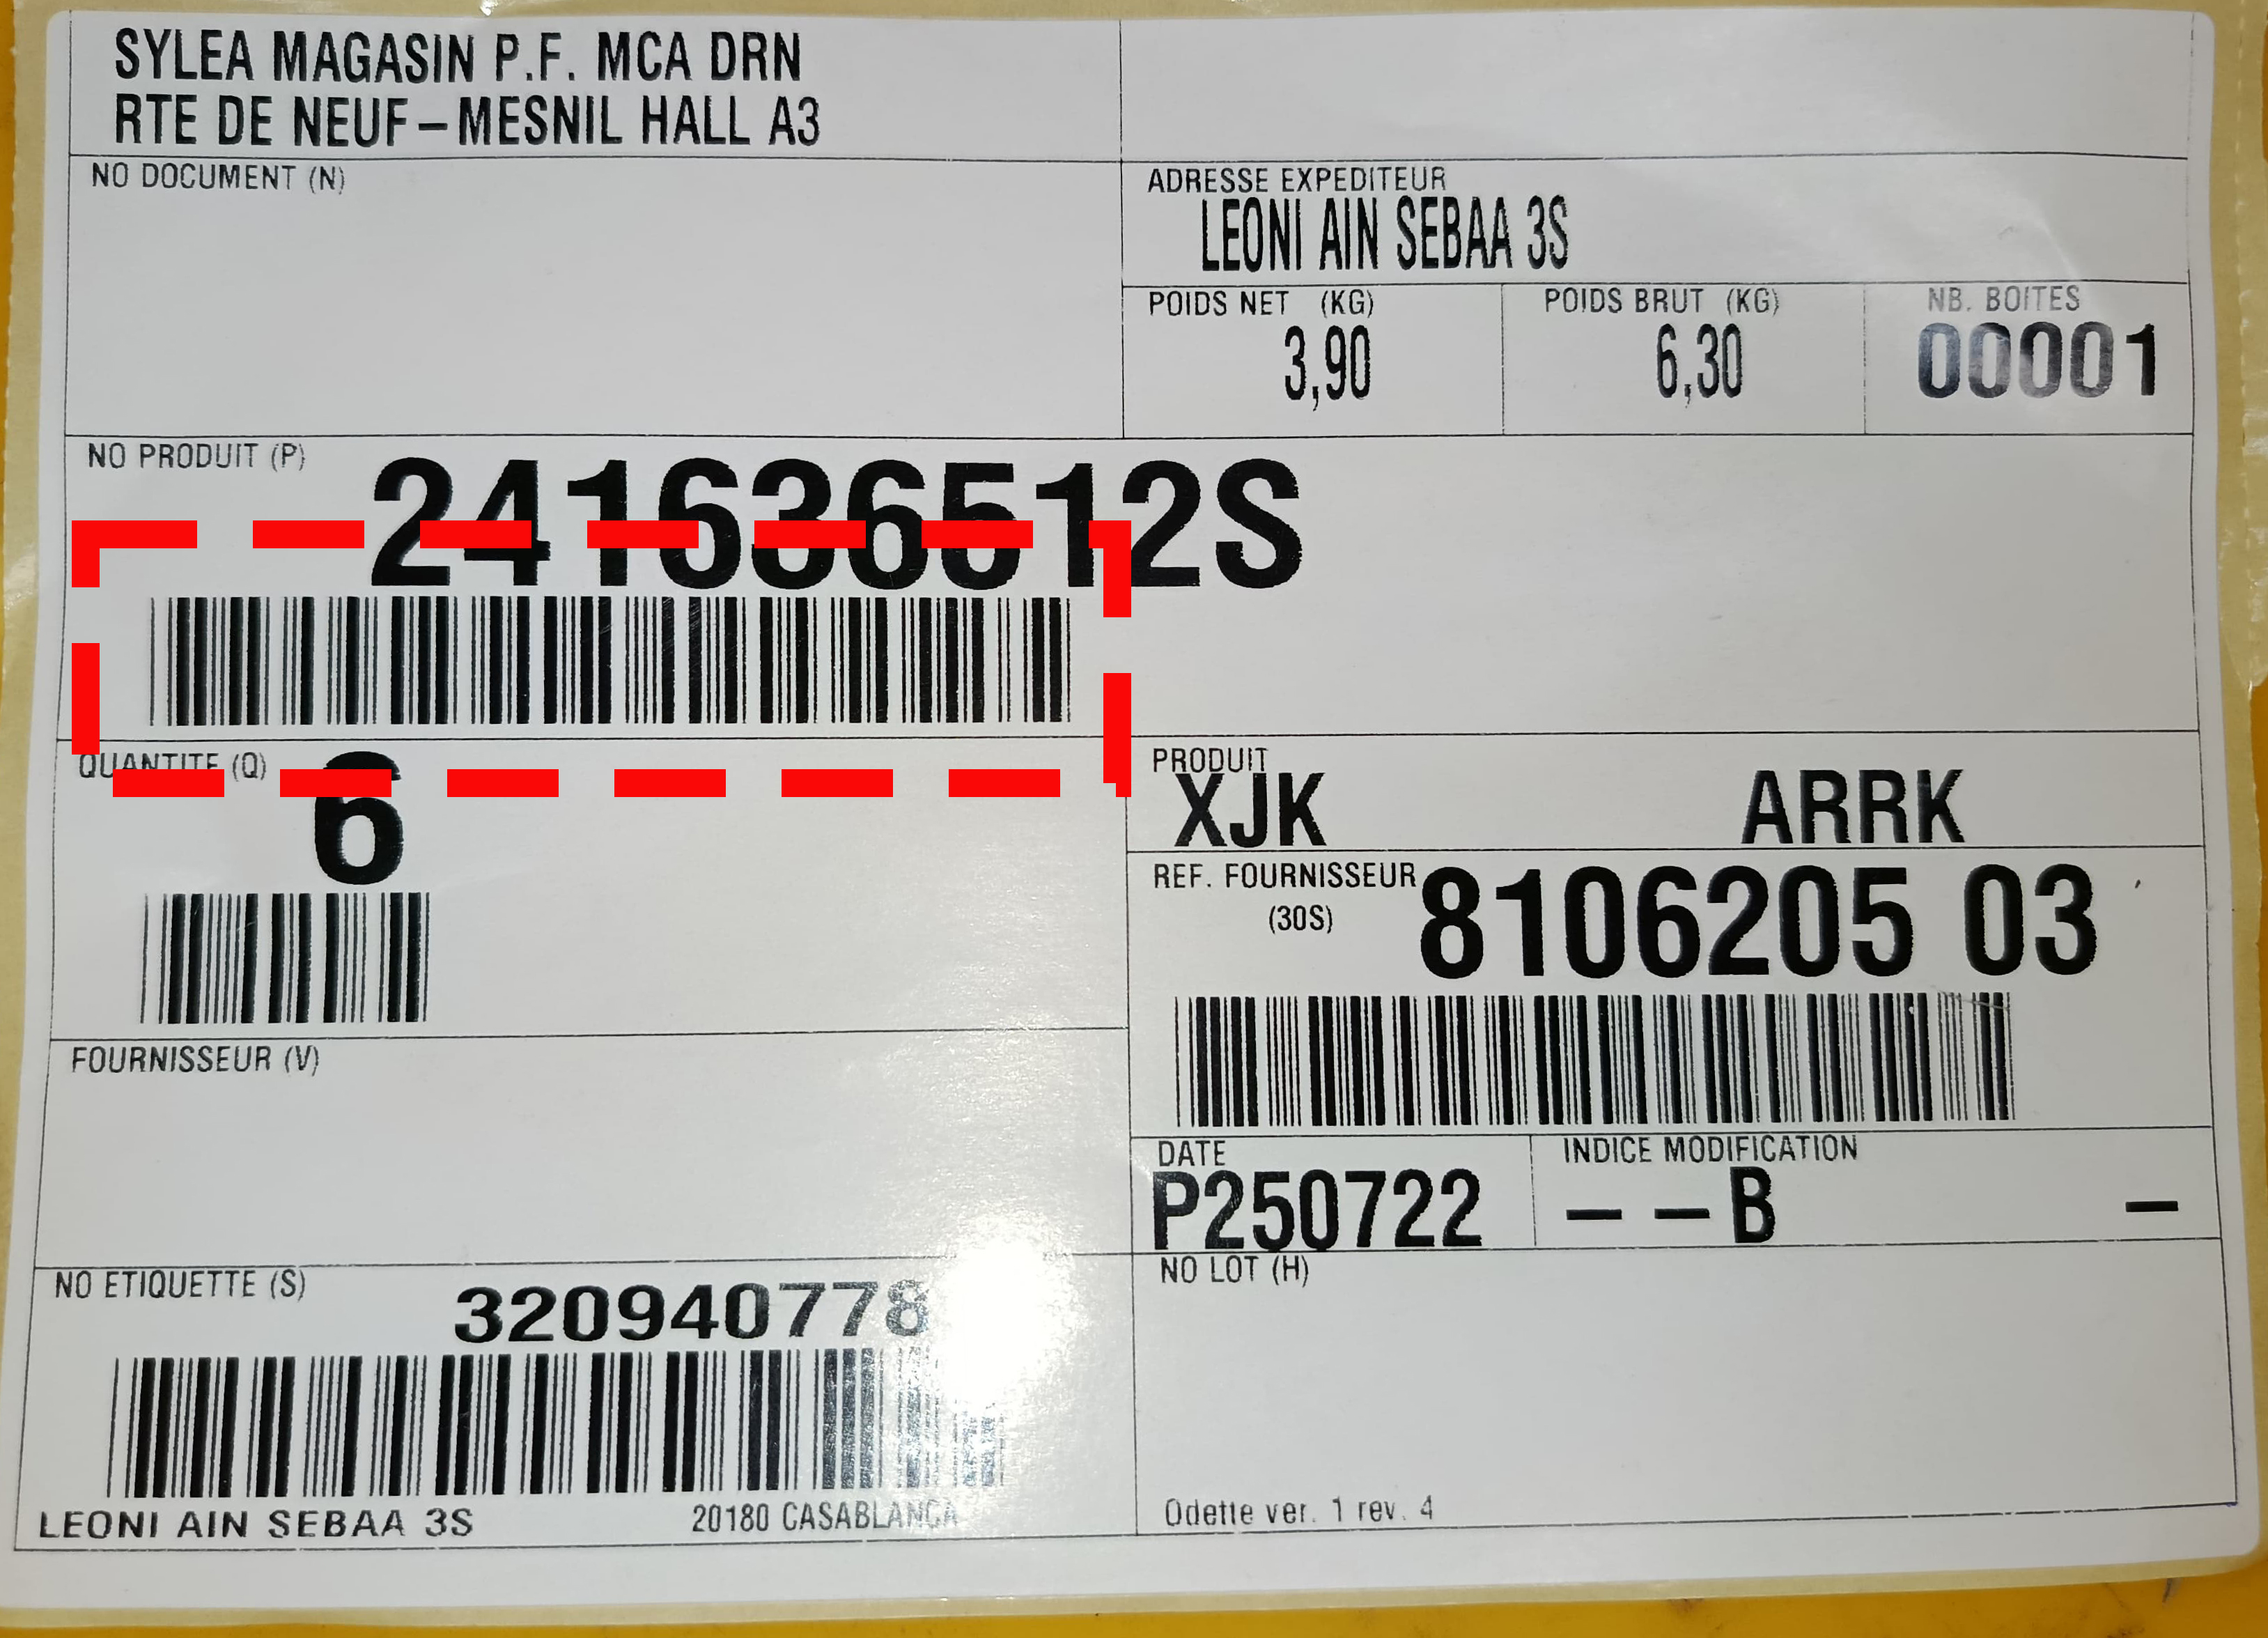 SYLEA MAGASIN P.F. MCA DRN
RTE DE NEUF-MESNIL HALL A3
NO DOCUMENT (N)
ADRESSE EXPEDITEUR
LEONI AIN SEBAA 3S
POIDS NET (KG)
3,90
POIDS BRUT (KG)
6,30
NB. BOITES
00001
NO PRODUIT (P)
241636512S
QUANTITE (Q)
6
PRODUIT
XJK ARRK
REF. FOURNISSEUR
(30S)
8106205 03
FOURNISSEUR (V)
DATE
P250722
INDICE MODIFICATION
--B -
NO ETIQUETTE (S)
320940778
NO LOT (H)
LEONI AIN SEBAA 3S
20180 CASABLANCA
Odette ver. 1 rev. 4